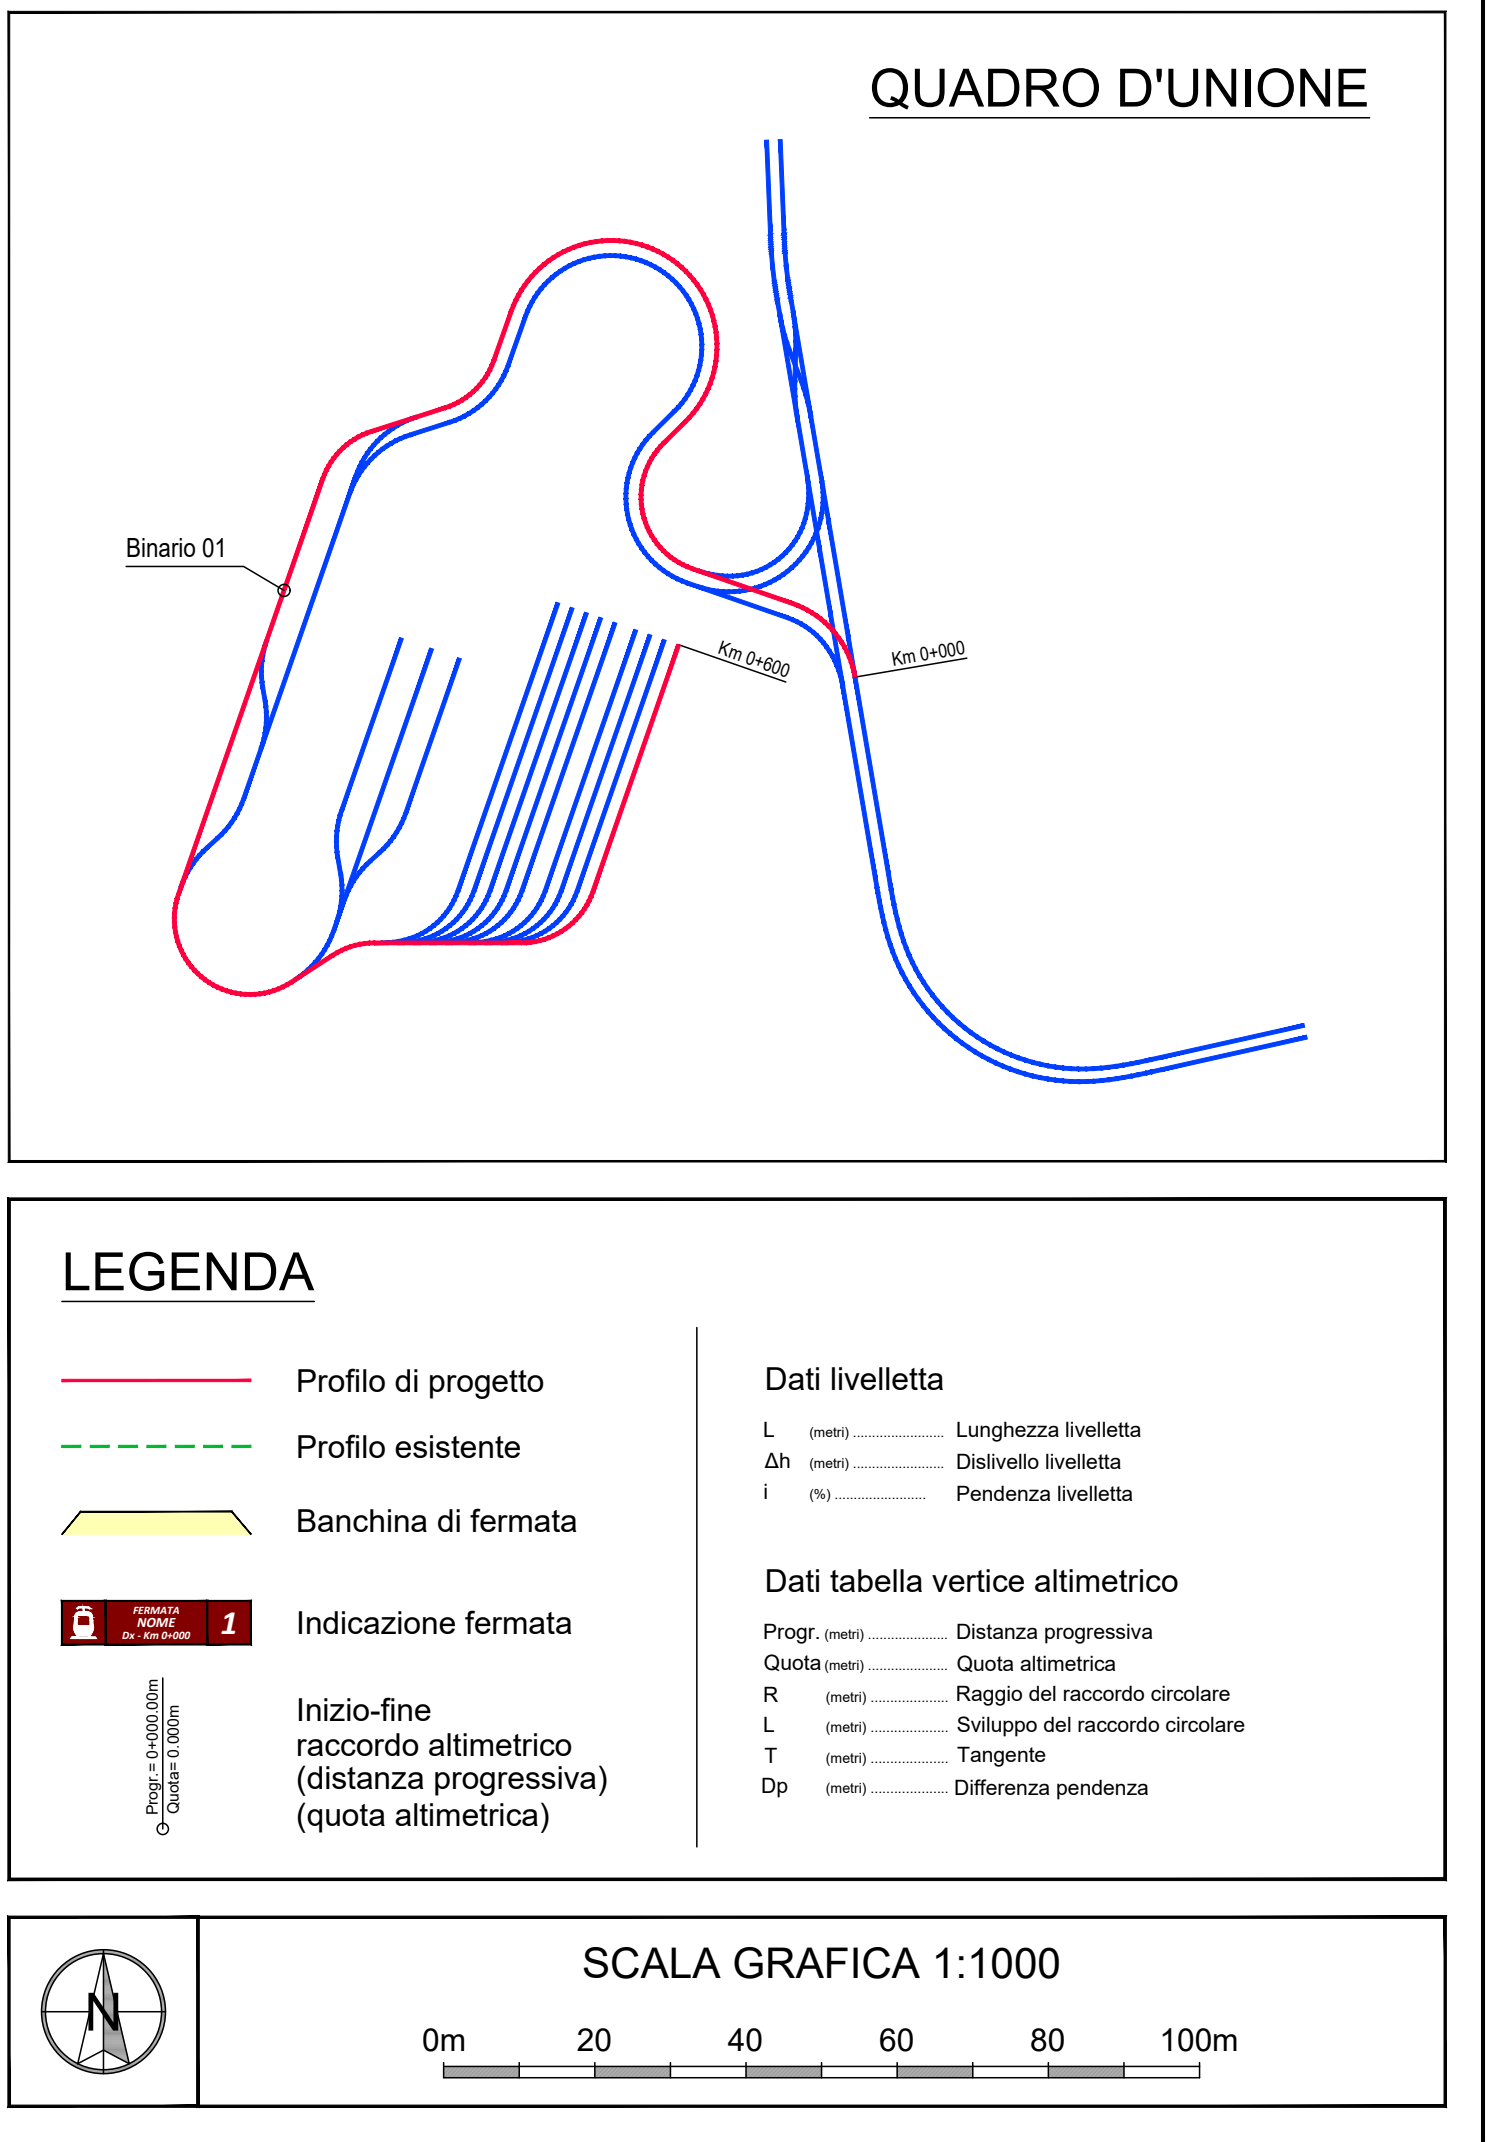 QUADRO D'UNIONE
Binario 01
Km 0+600
Km 0+000
LEGENDA
Profilo di progetto
Profilo esistente
Banchina di fermata
FERMATA
NOME
Dx - Km 0+000
1
Indicazione fermata
Progr.= 0+000.00m
Quota= 0.000m
Inizio-fine
raccordo altimetrico
(distanza progressiva)
(quota altimetrica)
Dati livelletta
L (metri) ........................ Lunghezza livelletta
Δh (metri) ........................ Dislivello livelletta
i (%) ........................ Pendenza livelletta
Dati tabella vertice altimetrico
Progr. (metri) ..................... Distanza progressiva
Quota (metri) ..................... Quota altimetrica
R (metri) ..................... Raggio del raccordo circolare
L (metri) ..................... Sviluppo del raccordo circolare
T (metri) ..................... Tangente
Dp (metri) ..................... Differenza pendenza
N
SCALA GRAFICA 1:1000
0m 20 40 60 80 100m